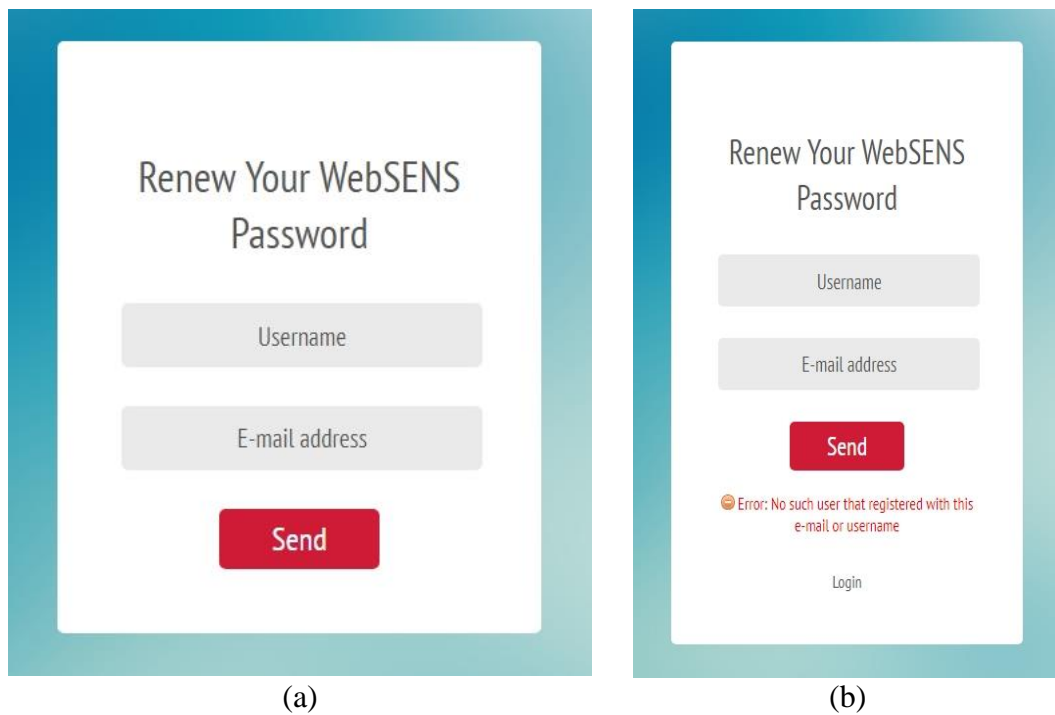 Renew Your WebSENS
Password
Username
E-mail address
Send
(a)
Renew Your WebSENS
Password
Username
E-mail address
Send
Error: No such user that registered with this
e-mail or username
Login
(b)